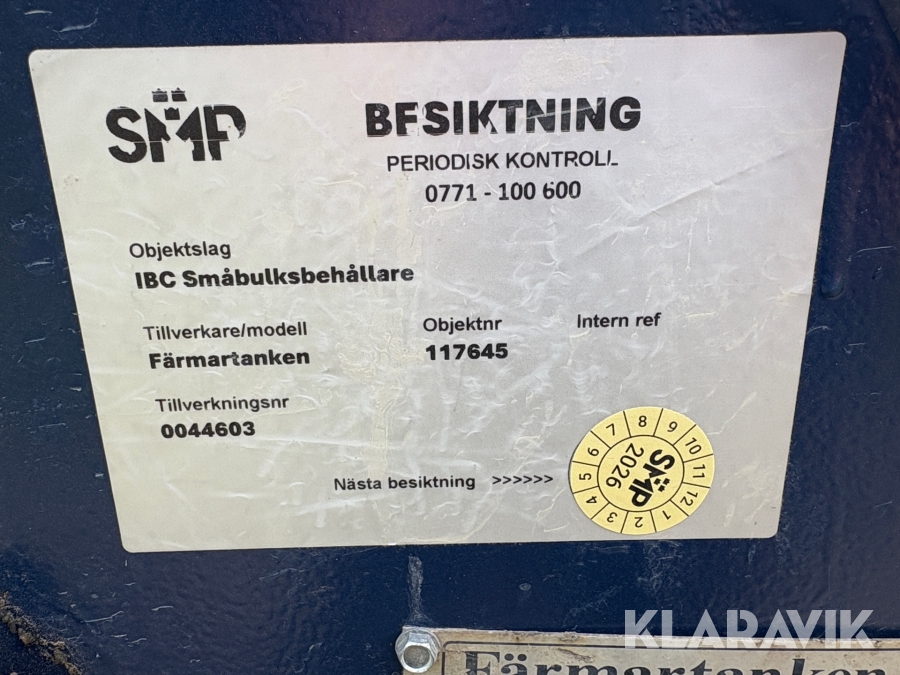 SMP
BESIKTNING
PERIODISK KONTROLL
0771 - 100 600
Objektslag
IBC Småbulksbehållare
Tillverkare/modell
Färmartanken
Objektnr
117645
Intern ref
Tillverkningsnr
0044603
Nästa besiktning >>>>>>
1 2 3 4 5 6 7 8 9 10 11 12
SMP
2026
KLARAVIK
Färmartanken